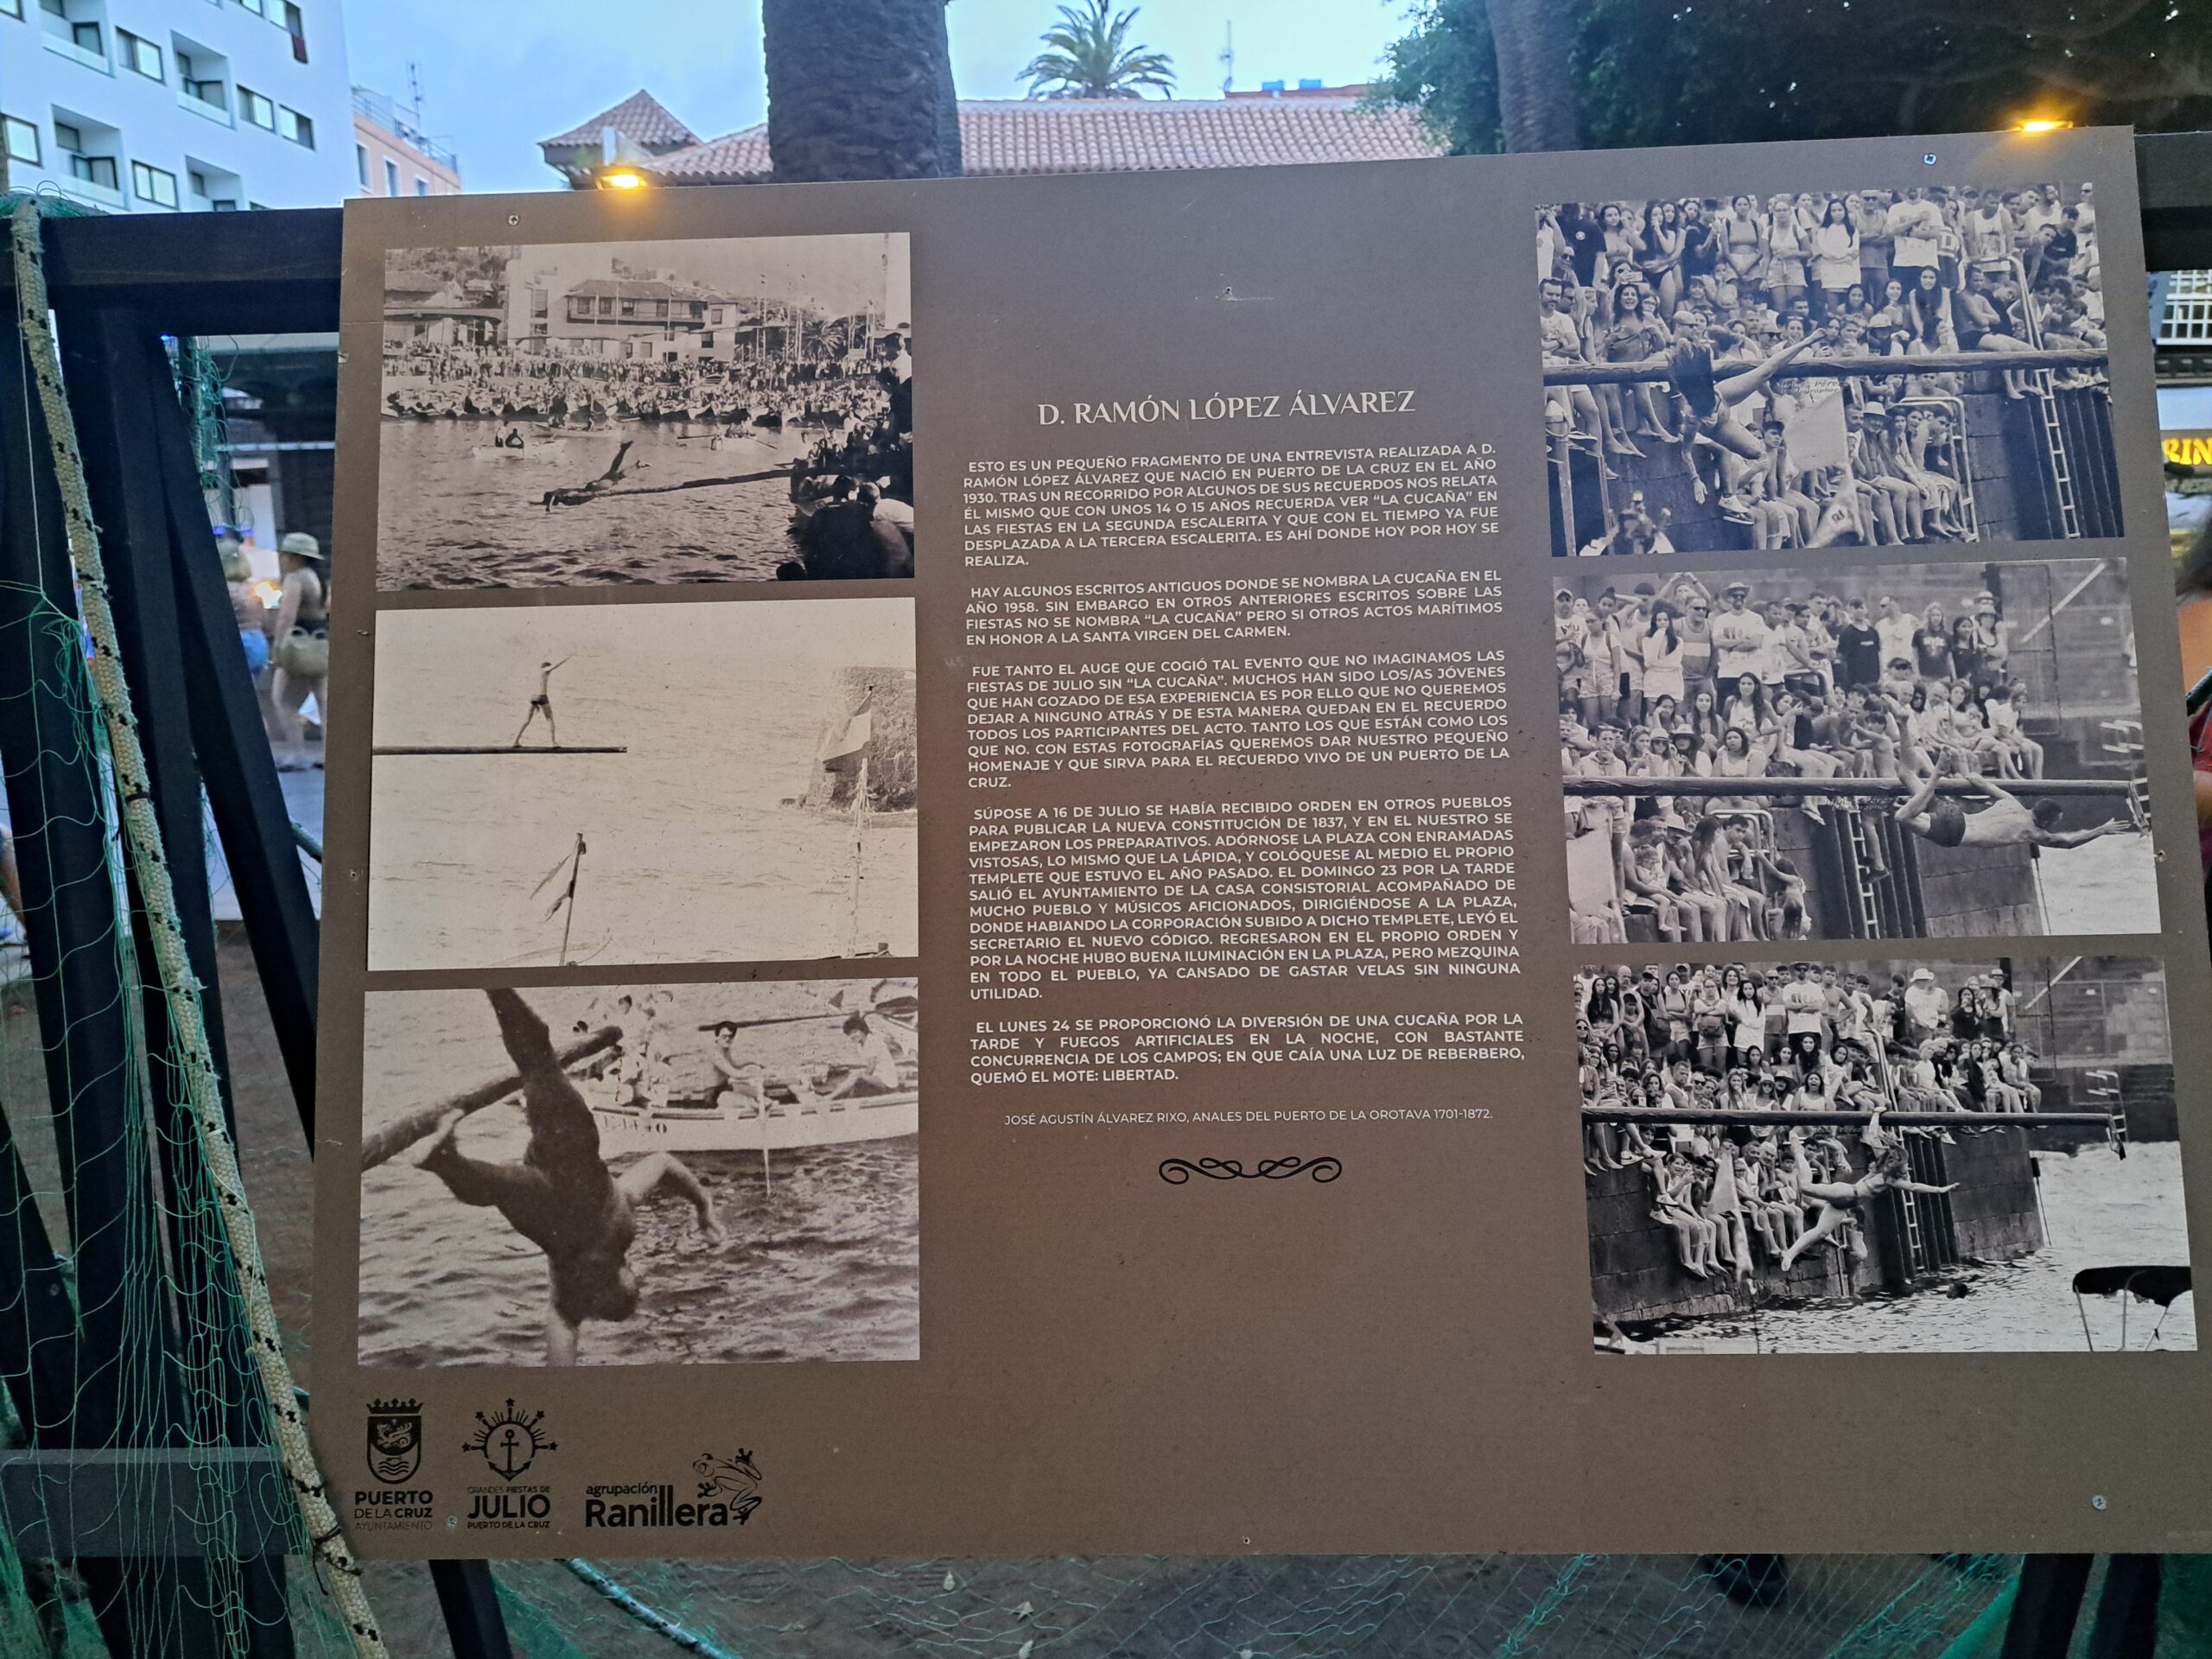 D. RAMÓN LÓPEZ ÁLVAREZ
ESTO ES UN PEQUEÑO FRAGMENTO DE UNA ENTREVISTA REALIZADA A D.
RAMÓN LÓPEZ ÁLVAREZ QUE NACIÓ EN PUERTO DE LA CRUZ EN EL AÑO
1930. TRAS UN RECORRIDO POR ALGUNOS DE SUS RECUERDOS NOS RELATA
ÉL MISMO QUE CON UNOS 14 O 15 AÑOS RECUERDA VER “LA CUCAÑA” EN
LAS FIESTAS EN LA SEGUNDA ESCALERITA Y QUE CON EL TIEMPO YA FUE
DESPLAZADA A LA TERCERA ESCALERITA. ES AHÍ DONDE HOY POR HOY SE
REALIZA.
HAY ALGUNOS ESCRITOS ANTIGUOS DONDE SE NOMBRA LA CUCAÑA EN EL
AÑO 1958. SIN EMBARGO EN OTROS ANTERIORES ESCRITOS SOBRE LAS
FIESTAS NO SE NOMBRA “LA CUCAÑA” PERO SI OTROS ACTOS MARÍTIMOS
EN HONOR A LA SANTA VIRGEN DEL CARMEN.
FUE TANTO EL AUGE QUE COGIÓ TAL EVENTO QUE NO IMAGINAMOS LAS
FIESTAS DE JULIO SIN “LA CUCAÑA”. MUCHOS HAN SIDO LOS/AS JÓVENES
QUE HAN GOZADO DE ESA EXPERIENCIA ES POR ELLO QUE NO QUEREMOS
DEJAR A NINGUNO ATRÁS Y DE ESTA MANERA QUEDAN EN EL RECUERDO
TODOS LOS PARTICIPANTES DEL ACTO. TANTO LOS QUE ESTÁN COMO LOS
QUE NO. CON ESTAS FOTOGRAFÍAS QUEREMOS DAR NUESTRO PEQUEÑO
HOMENAJE Y QUE SIRVA PARA EL RECUERDO VIVO DE UN PUERTO DE LA
CRUZ.
SÚPOSE A 16 DE JULIO SE HABÍA RECIBIDO ORDEN EN OTROS PUEBLOS
PARA PUBLICAR LA NUEVA CONSTITUCIÓN DE 1837, Y EN EL NUESTRO SE
EMPEZARON LOS PREPARATIVOS. ADÓRNOSE LA PLAZA CON ENRAMADAS
VISTOSAS, LO MISMO QUE LA LÁPIDA, Y COLÓQUESE AL MEDIO EL PROPIO
TEMPLETE QUE ESTUVO EL AÑO PASADO. EL DOMINGO 23 POR LA TARDE
SALIÓ EL AYUNTAMIENTO DE LA CASA CONSISTORIAL ACOMPAÑADO DE
MUCHO PUEBLO Y MÚSICOS AFICIONADOS, DIRIGIÉNDOSE A LA PLAZA,
DONDE HABIANDO LA CORPORACIÓN SUBIDO A DICHO TEMPLETE, LEYÓ EL
SECRETARIO EL NUEVO CÓDIGO. REGRESARON EN EL PROPIO ORDEN Y
POR LA NOCHE HUBO BUENA ILUMINACIÓN EN LA PLAZA, PERO MEZQUINA
EN TODO EL PUEBLO, YA CANSADO DE GASTAR VELAS SIN NINGUNA
UTILIDAD.
EL LUNES 24 SE PROPORCIONÓ LA DIVERSIÓN DE UNA CUCAÑA POR LA
TARDE Y FUEGOS ARTIFICIALES EN LA NOCHE, CON BASTANTE
CONCURRENCIA DE LOS CAMPOS; EN QUE CAÍA UNA LUZ DE REBERBERO,
QUEMÓ EL MOTE: LIBERTAD.
JOSÉ AGUSTÍN ÁLVAREZ RIXO, ANALES DEL PUERTO DE LA OROTAVA 1701-1872.
PUERTO
DE LA CRUZ
AYUNTAMIENTO
GRANDES FIESTAS DE
JULIO
PUERTO DE LA CRUZ
agrupación
Ranillera
RIN